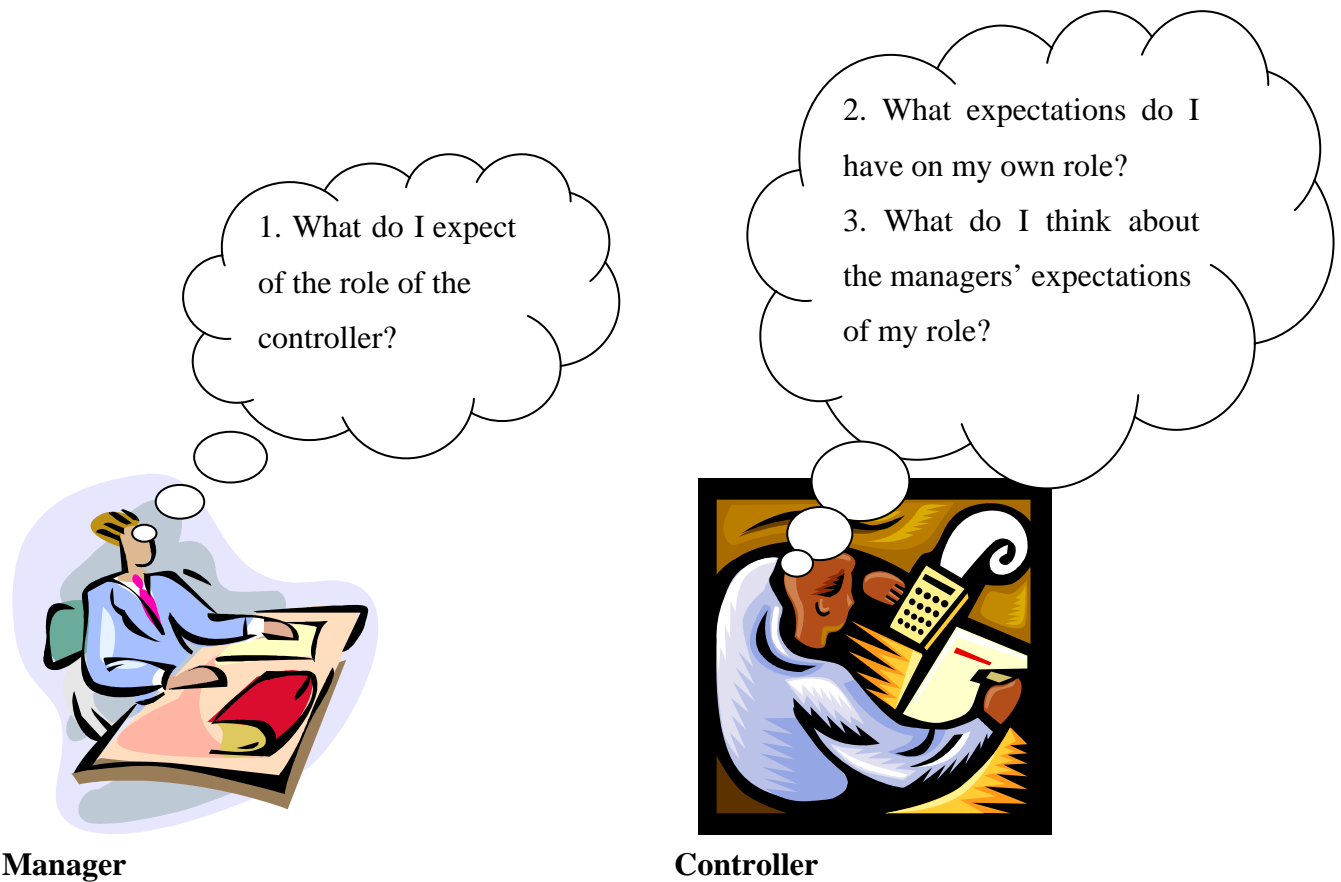 1. What do I expect
of the role of the
controller?
2. What expectations do I
have on my own role?
3. What do I think about
the managers’ expectations
of my role?
Manager
Controller